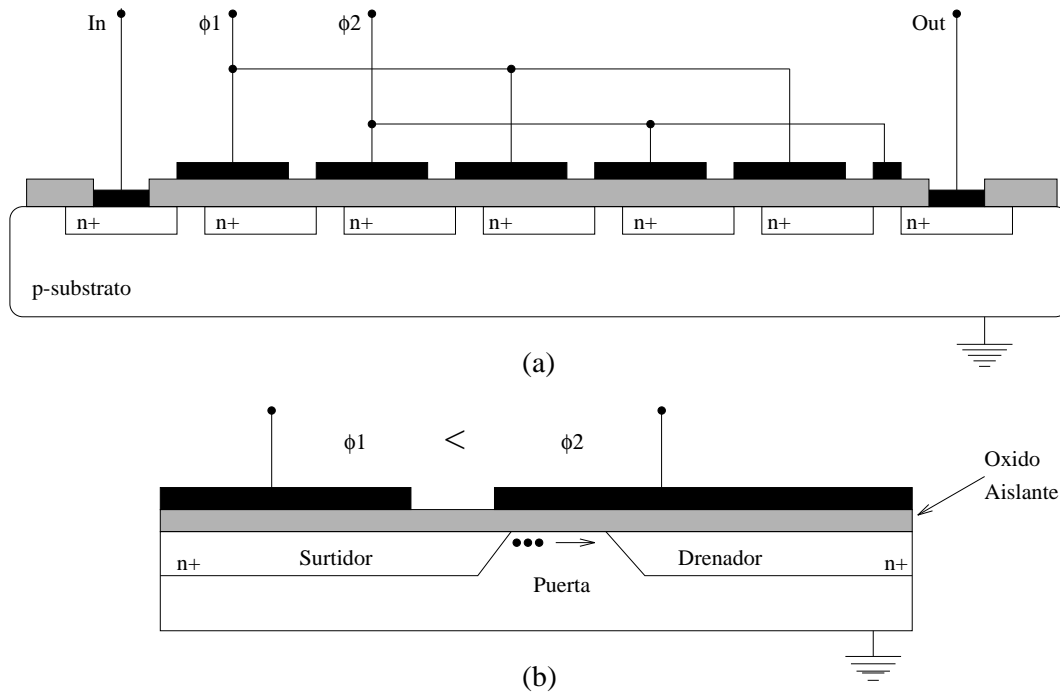 In ϕ1 ϕ2 Out
n+ n+ n+ n+ n+ n+ n+
p-substrato
(a)
ϕ1 < ϕ2
Oxido
Aislante
n+ Surtidor Drenador n+
Puerta
(b)